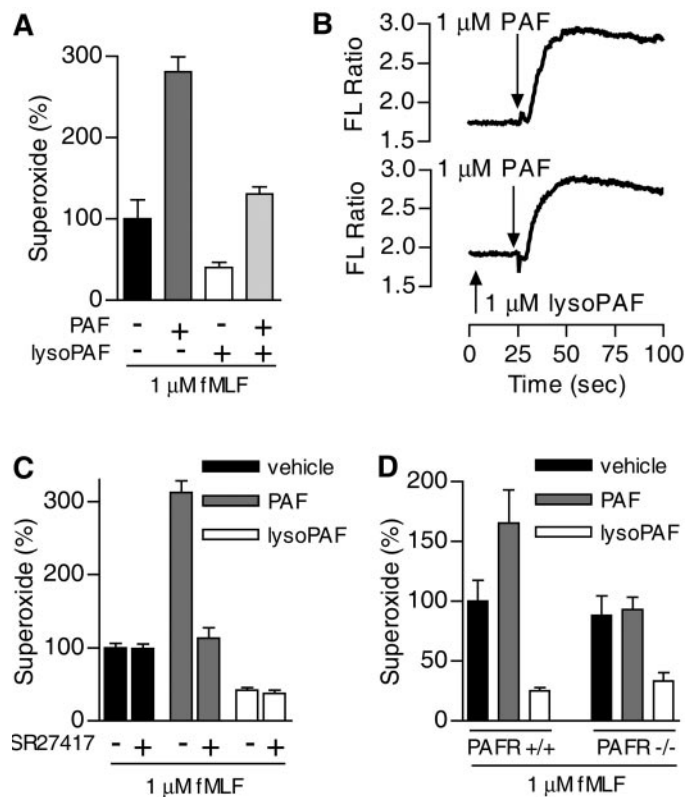 A
Superoxide (%)
300
200
100
0
PAF - + - +
lysoPAF - - + +
1 μM fMLF
B
FL Ratio
3.0
2.5
1.8
1.5
1 μM PAF
FL Ratio
3.0
2.5
2.0
1.5
1 μM PAF
1 μM lysoPAF
0 25 50 75 100
Time (sec)
C
vehicle
PAF
lysoPAF
Superoxide (%)
300
200
100
0
SR27417 - + - + - +
1 μM fMLF
D
vehicle
PAF
lysoPAF
Superoxide (%)
200
150
100
50
0
PAFR +/+ PAFR -/-
1 μM fMLF